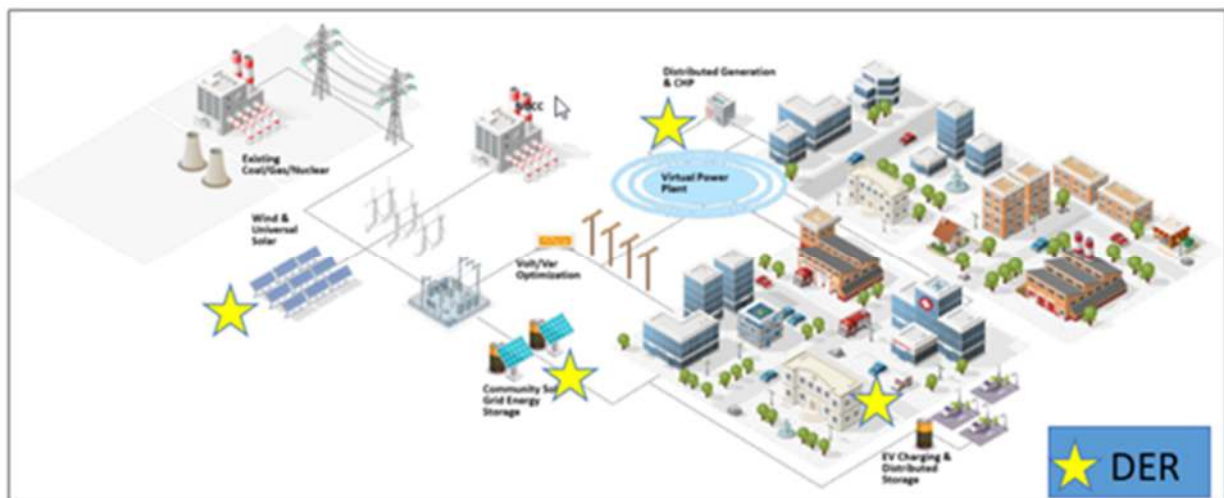 Distributed Generation
& CHP
Existing
Coal/Gas/Nuclear
Virtual Power
Plant
Wind &
Universal
Solar
Volt/Var
Optimization
Community
Grid Energy
Storage
EV Charging &
Distributed
Storage
DER